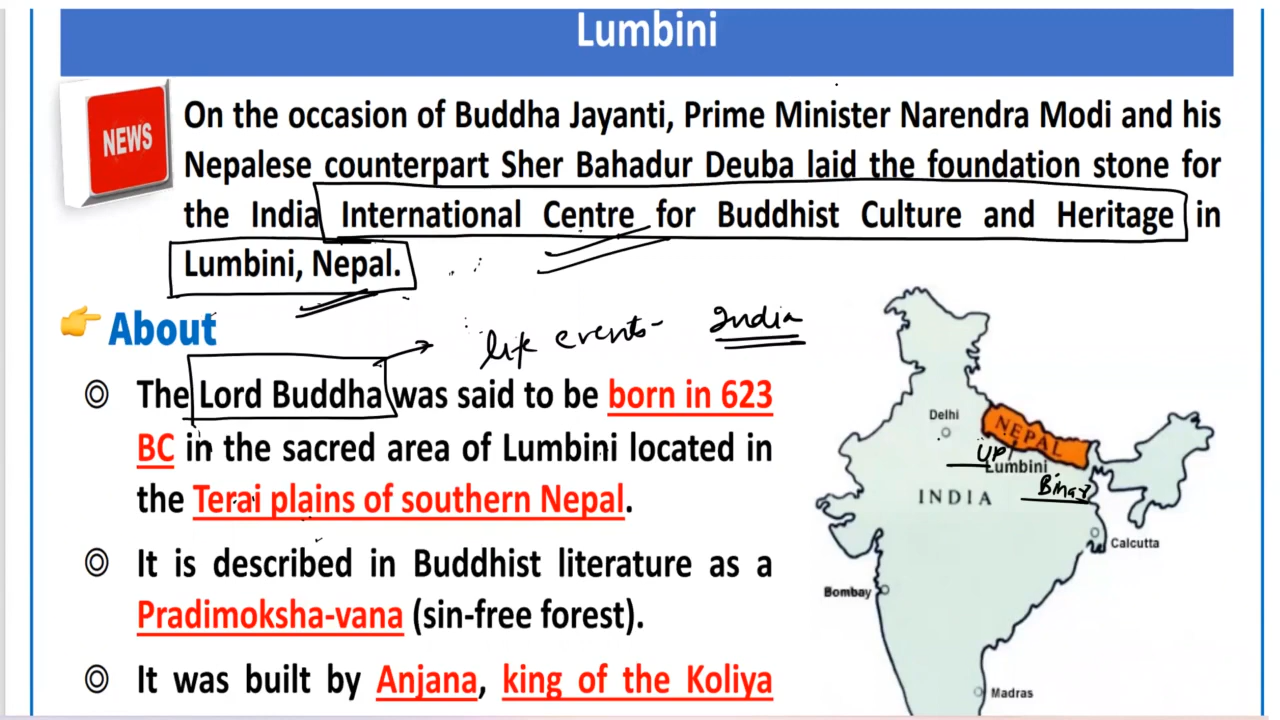 Lumbini
NEWS
On the occasion of Buddha Jayanti, Prime Minister Narendra Modi and his
Nepalese counterpart Sher Bahadur Deuba laid the foundation stone for
the India International Centre for Buddhist Culture and Heritage in
Lumbini, Nepal.
About
life events- India
The Lord Buddha was said to be born in 623
BC in the sacred area of Lumbini located in
the Terai plains of southern Nepal.
It is described in Buddhist literature as a
Pradimoksha-vana (sin-free forest).
It was built by Anjana, king of the Koliya
Delhi
NEPAL
UP
Lumbini
Bihar
INDIA
Calcutta
Bombay
Madras